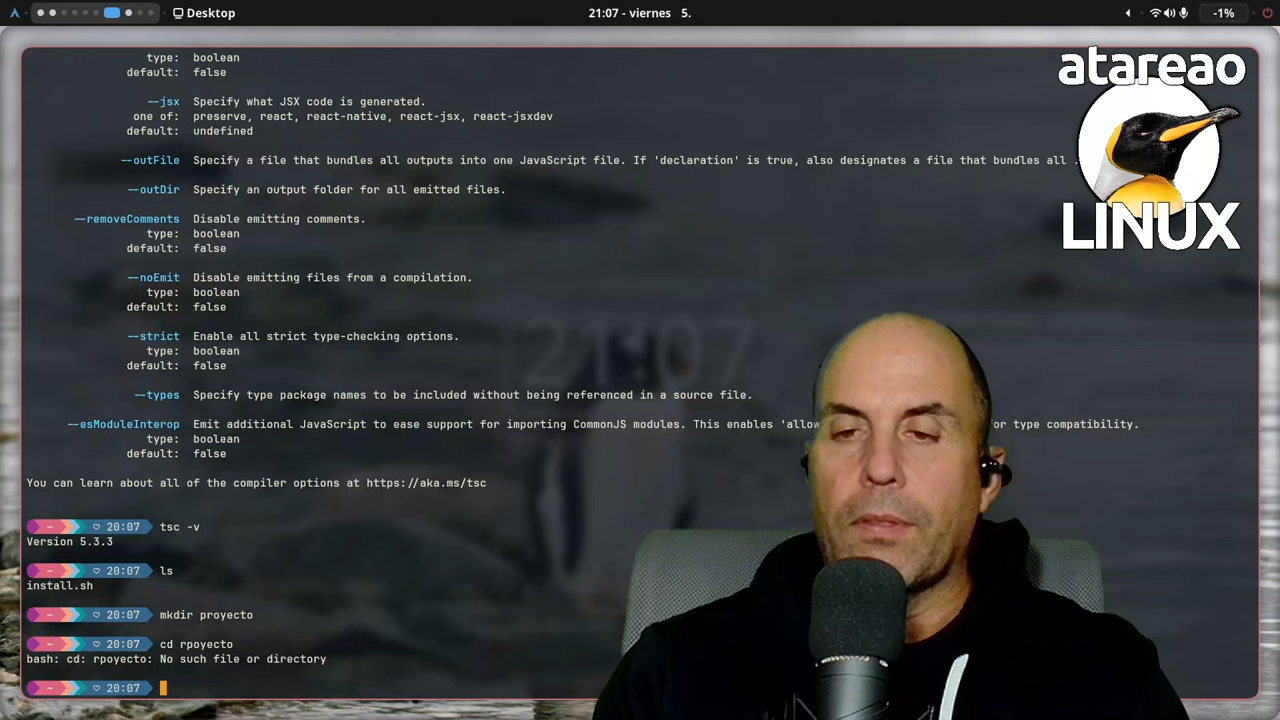 Desktop
21:07 - viernes 5.
-1%
atareao
LINUX
type: boolean
default: false
--jsx Specify what JSX code is generated.
one of: preserve, react, react-native, react-jsx, react-jsxdev
default: undefined
--outFile Specify a file that bundles all outputs into one JavaScript file. If 'declaration' is true, also designates a file that bundles all .
--outDir Specify an output folder for all emitted files.
--removeComments Disable emitting comments.
type: boolean
default: false
--noEmit Disable emitting files from a compilation.
type: boolean
default: false
--strict Enable all strict type-checking options.
type: boolean
default: false
--types Specify type package names to be included without being referenced in a source file.
--esModuleInterop Emit additional JavaScript to ease support for importing CommonJS modules. This enables 'allow or type compatibility.
type: boolean
default: false
You can learn about all of the compiler options at https://aka.ms/tsc
~ ♡ 20:07 tsc -v
Version 5.3.3
~ ♡ 20:07 ls
install.sh
~ ♡ 20:07 mkdir proyecto
~ ♡ 20:07 cd rpoyecto
bash: cd: rpoyecto: No such file or directory
~ ♡ 20:07
21:07